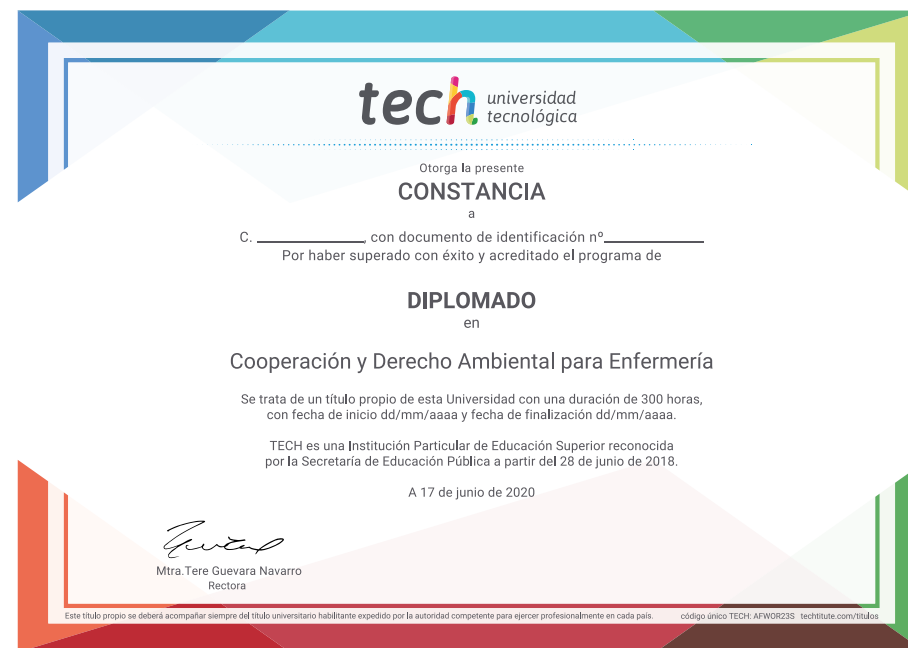 tech universidad
tecnológica
Otorga la presente
CONSTANCIA
a
C. ____________, con documento de identificación nº____________
Por haber superado con éxito y acreditado el programa de
DIPLOMADO
en
Cooperación y Derecho Ambiental para Enfermería
Se trata de un título propio de esta Universidad con una duración de 300 horas,
con fecha de inicio dd/mm/aaaa y fecha de finalización dd/mm/aaaa.
TECH es una Institución Particular de Educación Superior reconocida
por la Secretaría de Educación Pública a partir del 28 de junio de 2018.
A 17 de junio de 2020
Mtra.Tere Guevara Navarro
Rectora
Este título propio se deberá acompañar siempre del título universitario habilitante expedido por la autoridad competente para ejercer profesionalmente en cada país. código único TECH: AFWOR23S techtitute.com/titulos